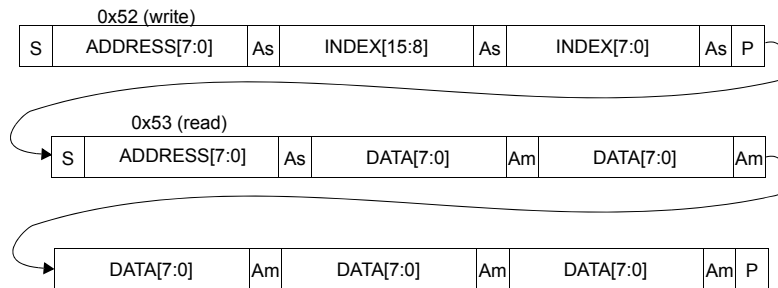 0x52 (write)
S ADDRESS[7:0] As INDEX[15:8] As INDEX[7:0] As P
0x53 (read)
S ADDRESS[7:0] As DATA[7:0] Am DATA[7:0] Am
DATA[7:0] Am DATA[7:0] Am DATA[7:0] Am P